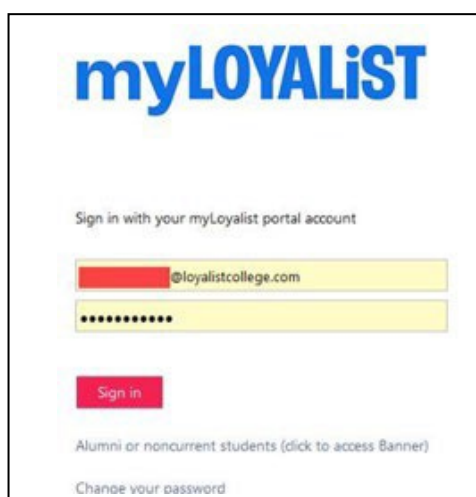 myLOYALiST
Sign in with your myLoyalist portal account
@loyalistcollege.com
Sign in
Alumni or noncurrent students (click to access Banner)
Change your password